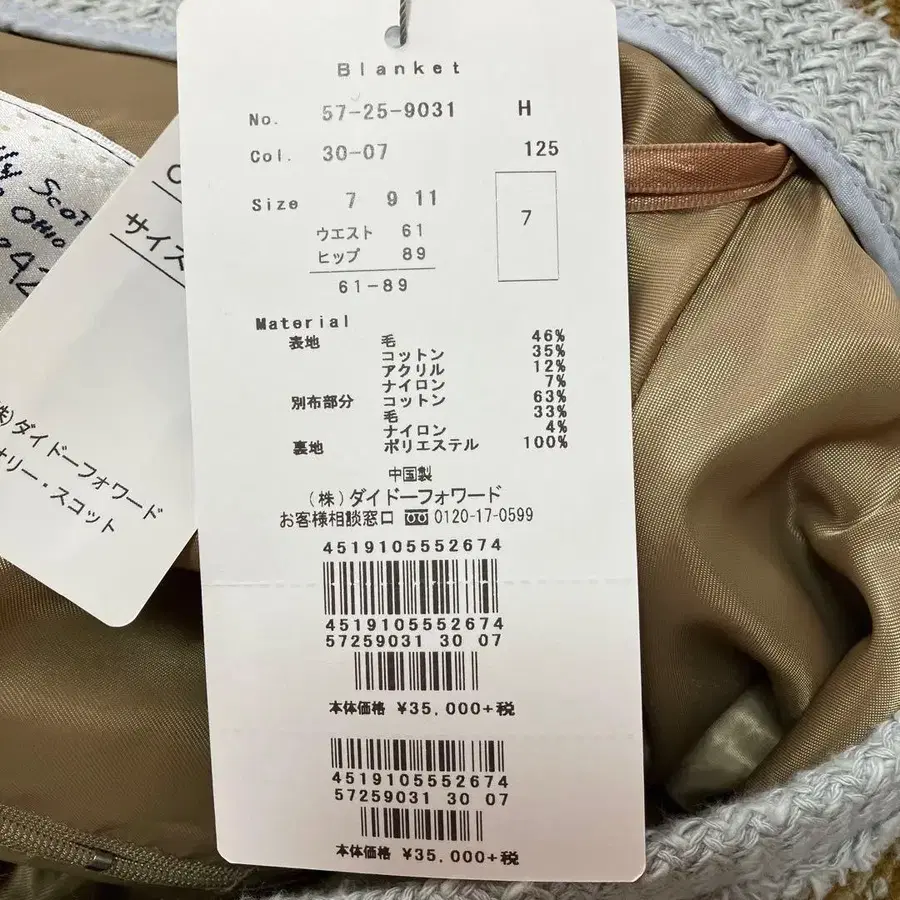 Blanket
No. 57-25-9031 H
Col. 30-07 125
Size 7 9 11
7
ウエスト 61
ヒップ 89
61-89
Material
表地 毛 46%
コットン 35%
アクリル 12%
ナイロン 7%
別布部分 コットン 63%
毛 33%
ナイロン 4%
裏地 ポリエステル 100%
中国製
(株)ダイドーフォワード
お客様相談窓口 0120-17-0599
4519105552674
4519105552674
57259031 30 07
本体価格 ¥35,000+税
4519105552674
57259031 30 07
本体価格 ¥35,000+税
サイズ
株)ダイドーフォワード
オリー・スコット
Scot
Ohio
42